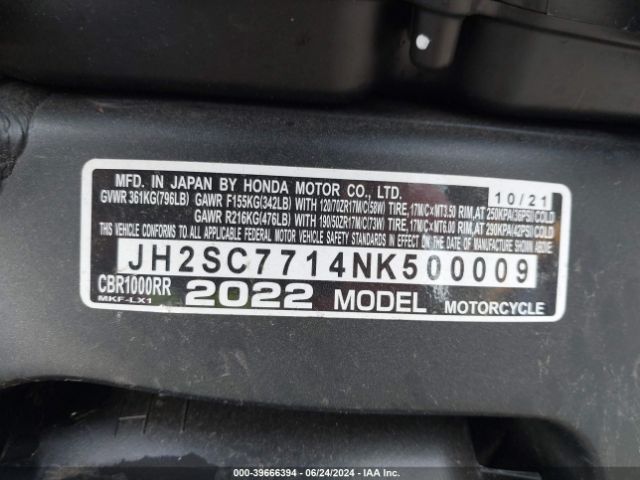 MFD. IN JAPAN BY HONDA MOTOR CO., LTD. 10/21
GVWR 361KG(796LB) GAWR F155KG(342LB) WITH 120/70ZR17M/C(58W) TIRE, 17M/C×MT3.50 RIM, AT 250KPA(36PSI) COLD
GAWR R216KG(476LB) WITH 190/50ZR17M/C(73W) TIRE, 17M/C×MT6.00 RIM, AT 290KPA(42PSI) COLD
THIS VEHICLE CONFORMS TO ALL APPLICABLE FEDERAL MOTOR VEHICLE SAFETY STANDARDS IN EFFECT ON THE DATE OF MANUFACTURE SHOWN ABOVE.
JH2SC7714NK500009
CBR1000RR 2022 MODEL MOTORCYCLE
MKF-LX1
000-39666394 / 06/24/2024 / IAA Inc.